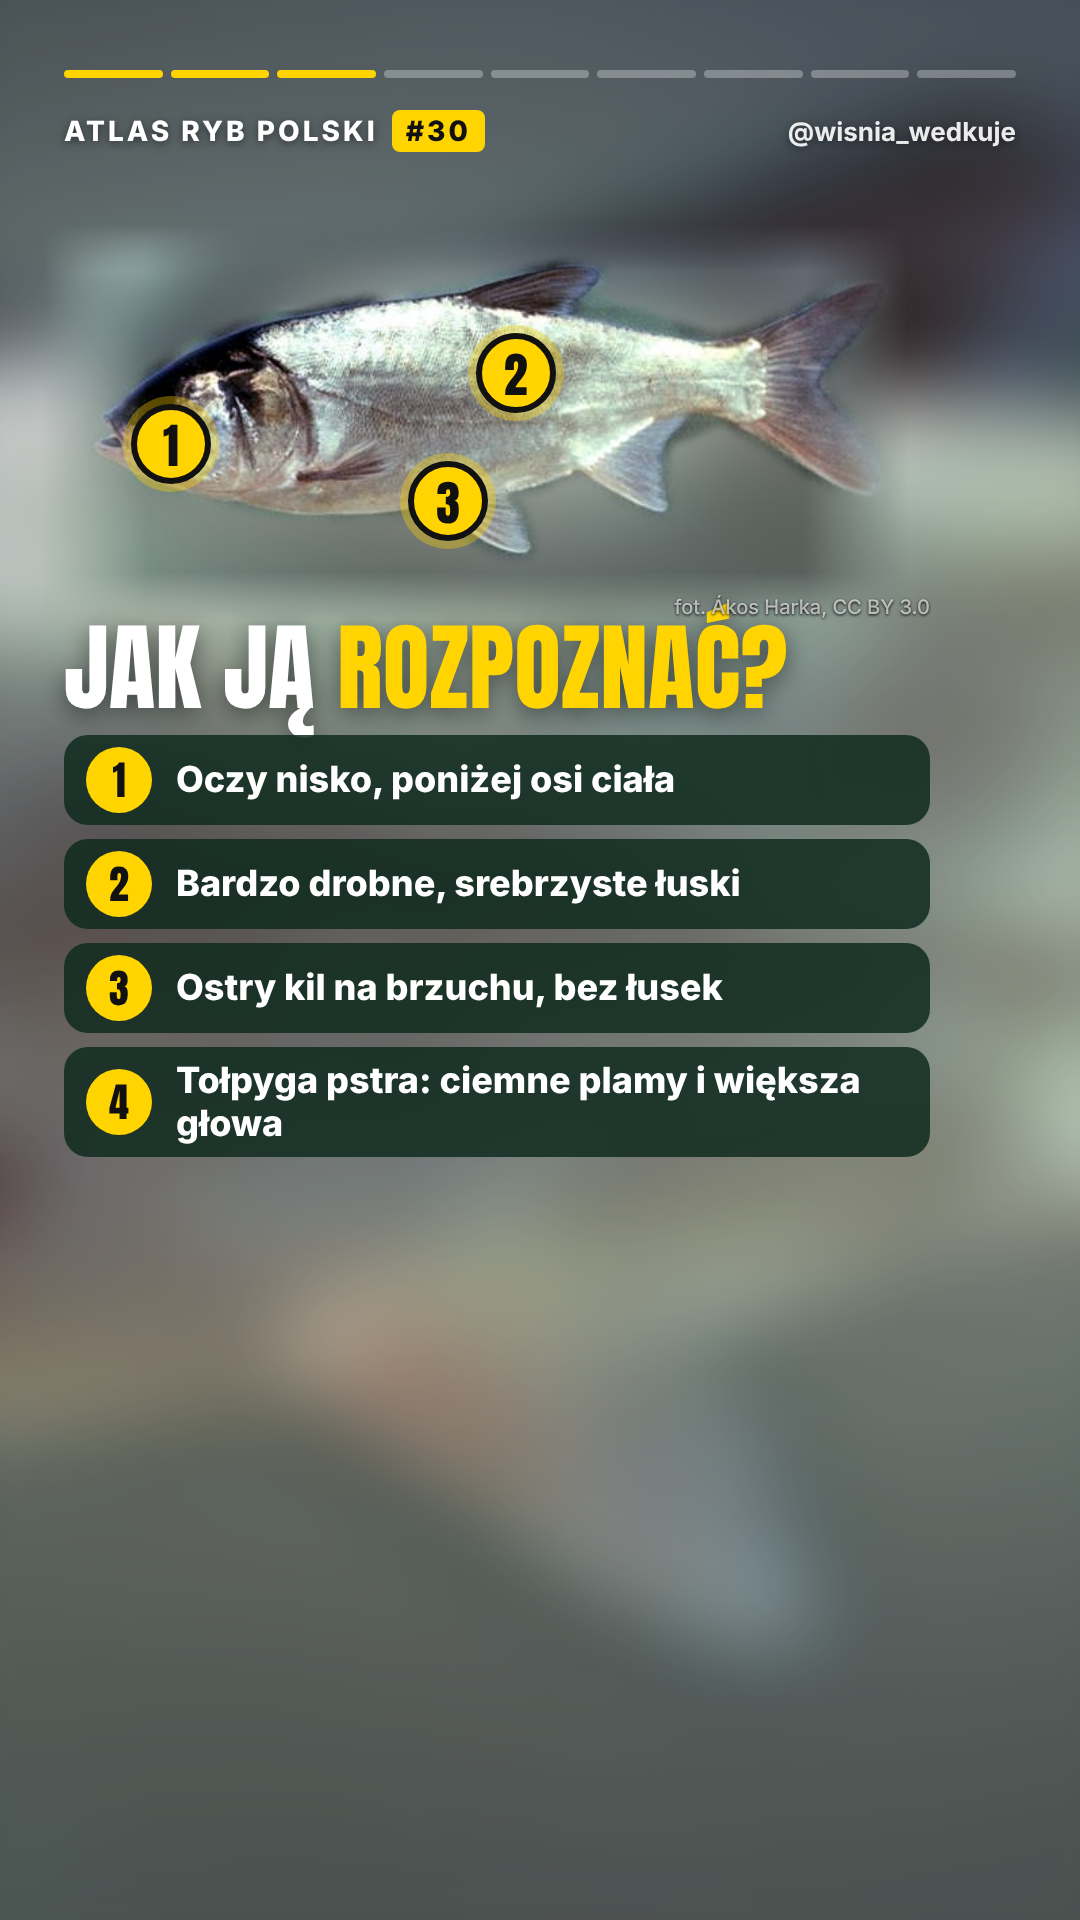 ATLAS RYB POLSKI #30
@wisnia_wedkuje
1
2
3
fot. Ákos Harka, CC BY 3.0
JAK JĄ ROZPOZNAĆ?
1 Oczy nisko, poniżej osi ciała
2 Bardzo drobne, srebrzyste łuski
3 Ostry kil na brzuchu, bez łusek
4 Tołpyga pstra: ciemne plamy i większa
głowa